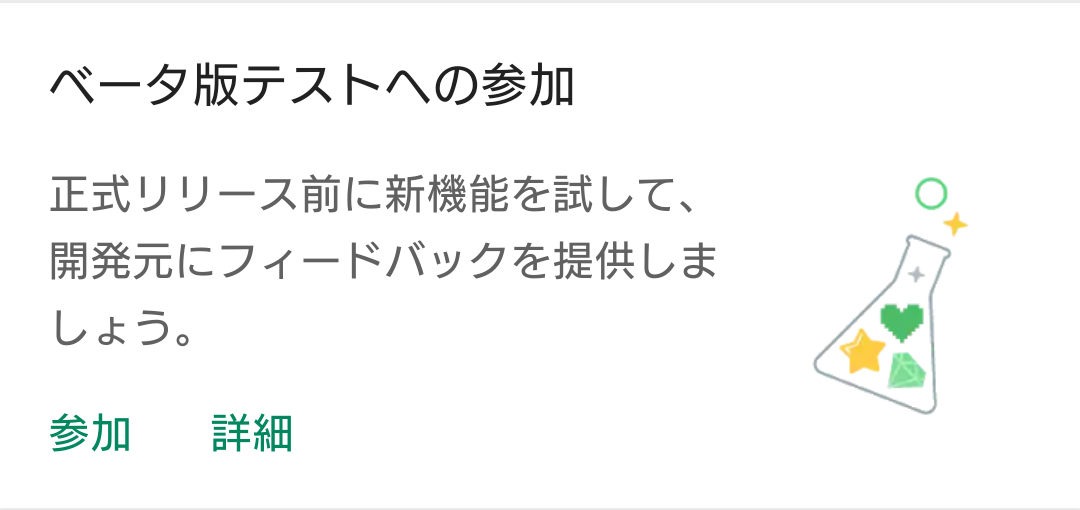 ベータ版テストへの参加
正式リリース前に新機能を試して、
開発元にフィードバックを提供しま
しょう。
参加 詳細